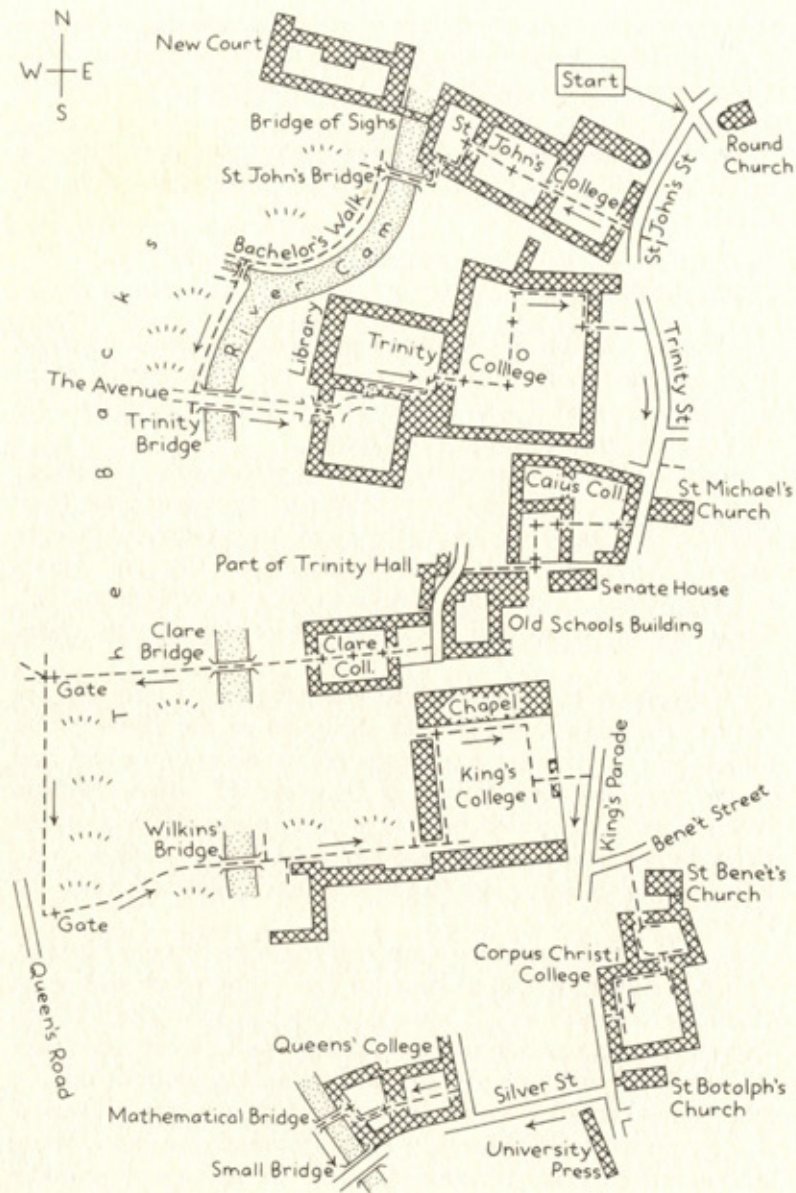 N
W E
S
New Court
Start
Bridge of Sighs
Round
Church
St John's Bridge
St.
John's
College
St John's St
Bachelor's Walk
River Cam
The Backs
Library
Trinity
Colllege
Trinity St
The Avenue
Trinity
Bridge
Caius Coll.
St Michael's
Church
Part of Trinity Hall
Senate House
Old Schools Building
Clare
Bridge
Clare
Coll.
Gate
Chapel
King's
College
King's Parade
Bene't Street
Wilkins'
Bridge
St Bene't's
Church
Gate
Corpus Christi
College
Queen's Road
Queens' College
Silver St
St Botolph's
Church
Mathematical Bridge
University
Press
Small Bridge